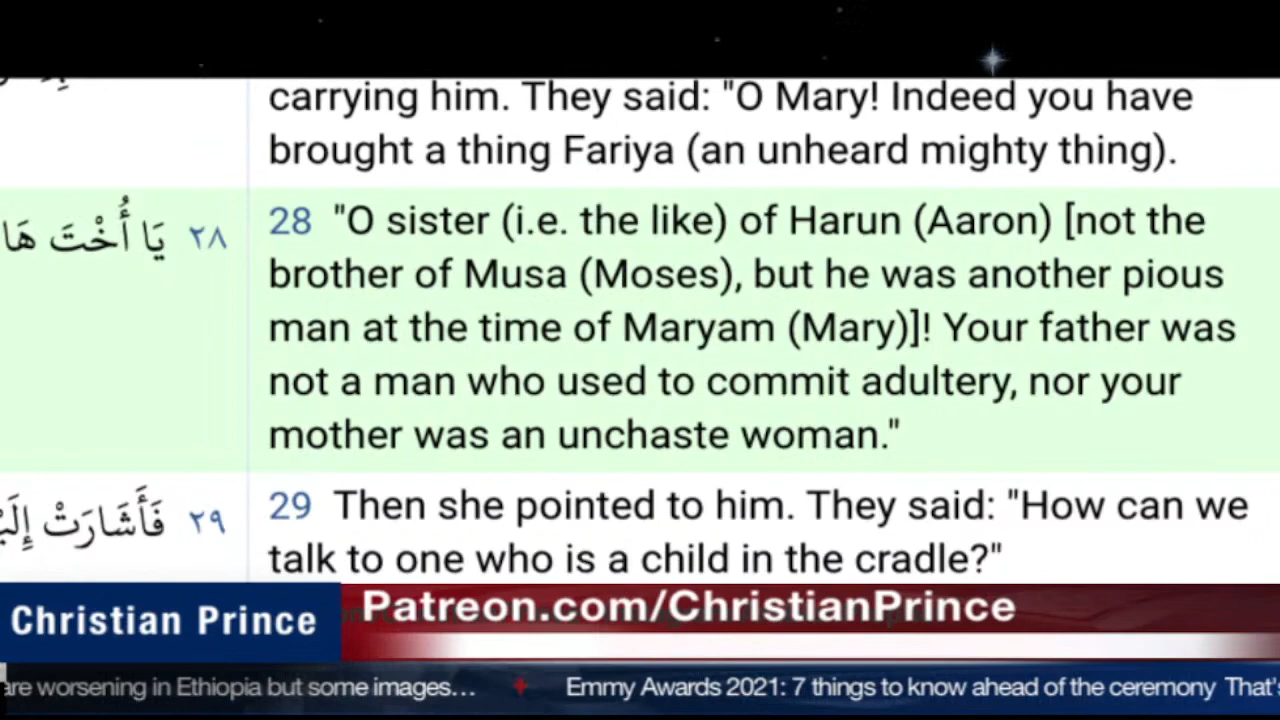 carrying him. They said: "O Mary! Indeed you have
brought a thing Fariya (an unheard mighty thing).
٢٨ يَا أُخْتَ هَا
28 "O sister (i.e. the like) of Harun (Aaron) [not the
brother of Musa (Moses), but he was another pious
man at the time of Maryam (Mary)]! Your father was
not a man who used to commit adultery, nor your
mother was an unchaste woman."
٢٩ فَأَشَارَتْ
29 Then she pointed to him. They said: "How can we
talk to one who is a child in the cradle?"
Christian Prince
Patreon.com/ChristianPrince
are worsening in Ethiopia but some images... Emmy Awards 2021: 7 things to know ahead of the ceremony That's